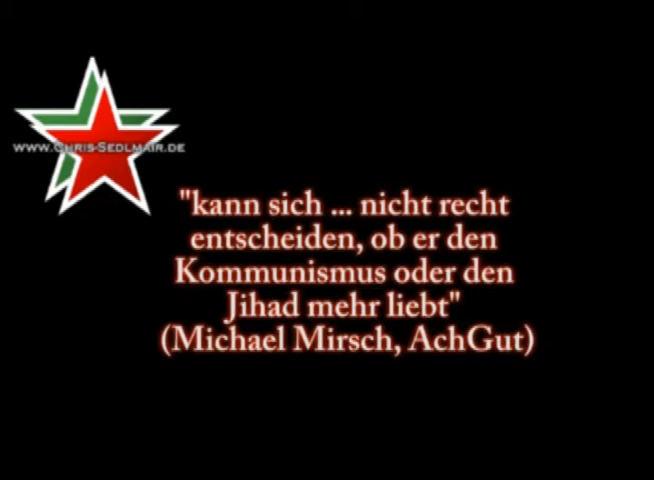 www.Chris-Sedlmair.de
"kann sich ... nicht recht
entscheiden, ob er den
Kommunismus oder den
Jihad mehr liebt"
(Michael Mirsch, AchGut)